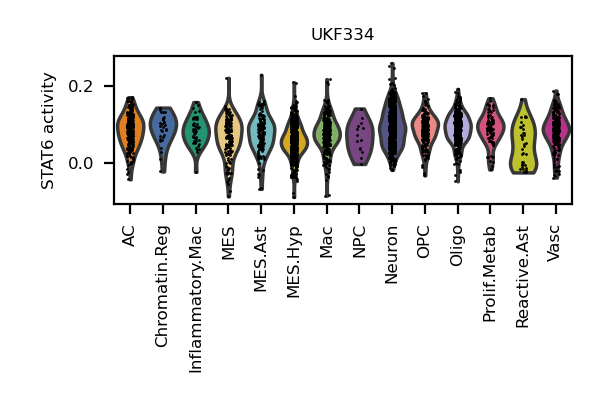 UKF334
STAT6 activity
0.2
0.0
AC
Chromatin.Reg
Inflammatory.Mac
MES
MES.Ast
MES.Hyp
Mac
NPC
Neuron
OPC
Oligo
Prolif.Metab
Reactive.Ast
Vasc